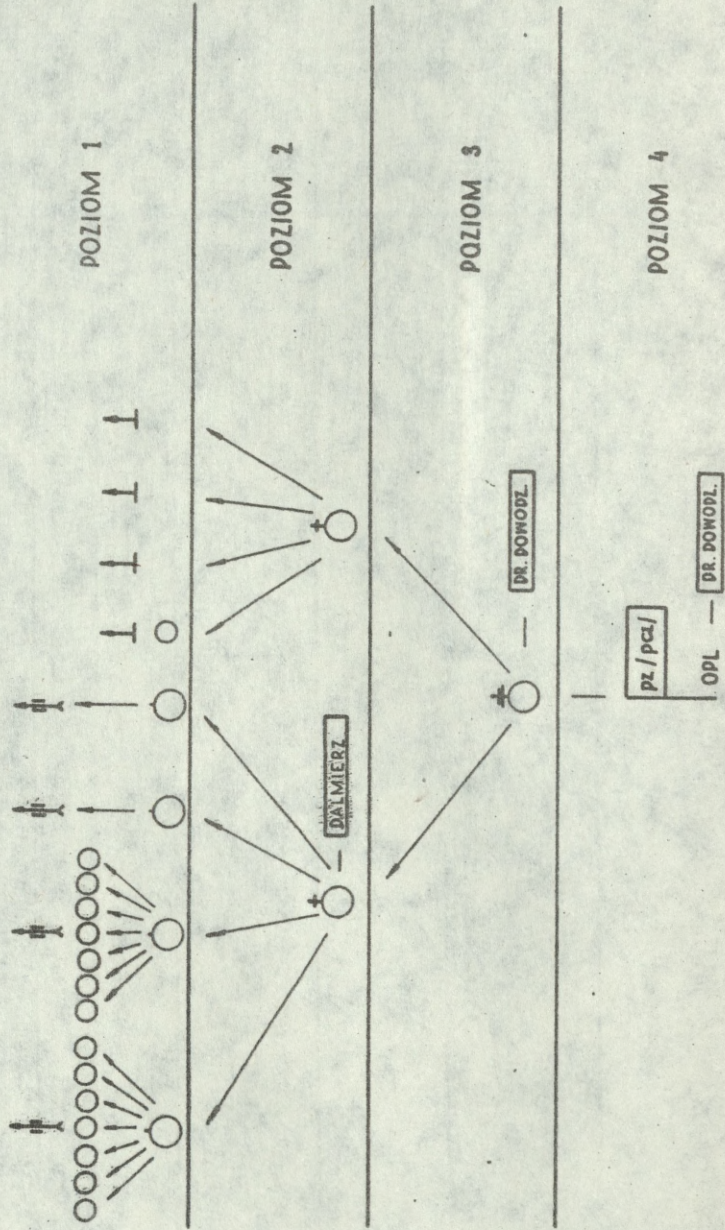 POZIOM 1
POZIOM 2
DALMIERZ
POZIOM 3
DR. DOWODZ.
POZIOM 4
pz / pcz /
OPL
DR. DOWODZ.